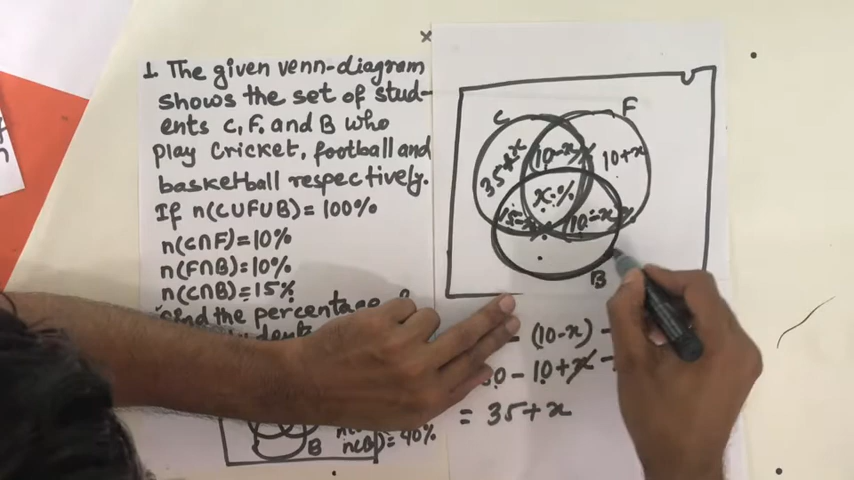 1. The given venn-diagram
shows the set of stud-
ents C, F, and B who
play Cricket, football and
basketball respectively.
If n(C∪F∪B) = 100%
n(C∩F) = 10%
n(F∩B) = 10%
n(C∩B) = 15%
find the percentage
B
n(B) = 40%
C
F
35+x
10-x%
10+x
x%
15-x
10-x%
B
- (10-x) -
- 10+x -
= 35+x